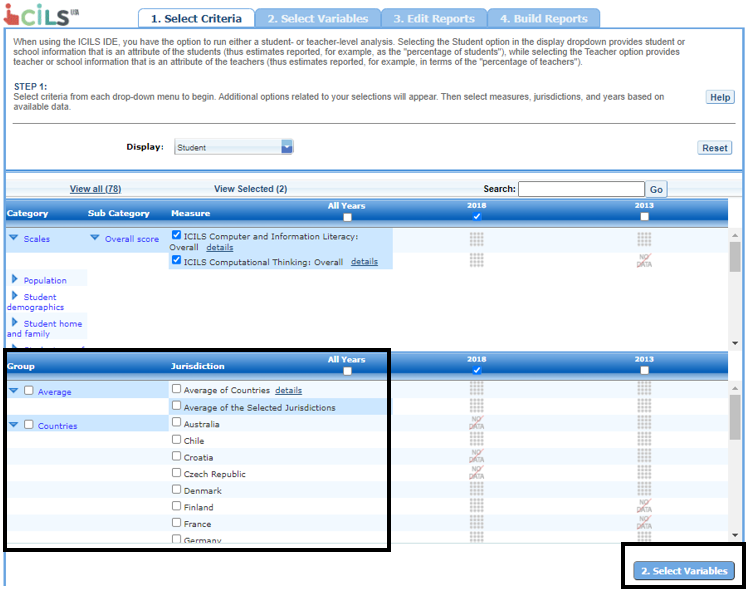 iCILS
1. Select Criteria
2. Select Variables
3. Edit Reports
4. Build Reports
When using the ICILS IDE, you have the option to run either a student- or teacher-level analysis. Selecting the Student option in the display dropdown provides student or
school information that is an attribute of the students (thus estimates reported, for example, as the "percentage of students"), while selecting the Teacher option provides
teacher or school information that is an attribute of the teachers (thus estimates reported, for example, in terms of the "percentage of teachers").
STEP 1:
Select criteria from each drop-down menu to begin. Additional options related to your selections will appear. Then select measures, jurisdictions, and years based on
available data.
Help
Display: Student
Reset
View all (78) View Selected (2) Search: Go
Category Sub Category Measure All Years 2018 2013
Scales Overall score ICILS Computer and Information Literacy:
Overall details
ICILS Computational Thinking: Overall details NO DATA
Population
Student
demographics
Student home
and family
Group Jurisdiction All Years 2018 2013
Average Average of Countries details
Average of the Selected Jurisdictions
Countries Australia NO DATA
Chile
Croatia NO DATA
Czech Republic NO DATA
Denmark
Finland NO DATA
France NO DATA
Germany
2. Select Variables